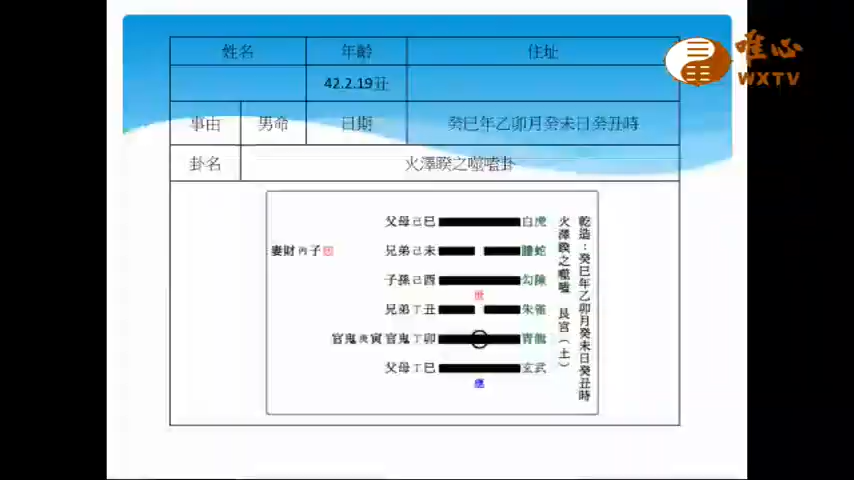 姓名 年齡 住址
42.2.19丑
事由 男命 日期 癸巳年乙卯月癸未日癸丑時
卦名 火澤睽之噬嗑卦
父母己巳 白虎
妻財丙子 兄弟己未 螣蛇
子孫己酉 勾陳
世
兄弟丁丑 朱雀
官鬼庚寅 官鬼丁卯 青龍
父母丁巳 玄武
應
乾造:癸巳年乙卯月癸未日癸丑時
火澤睽之噬嗑 艮宮(土)
唯心
WXTV